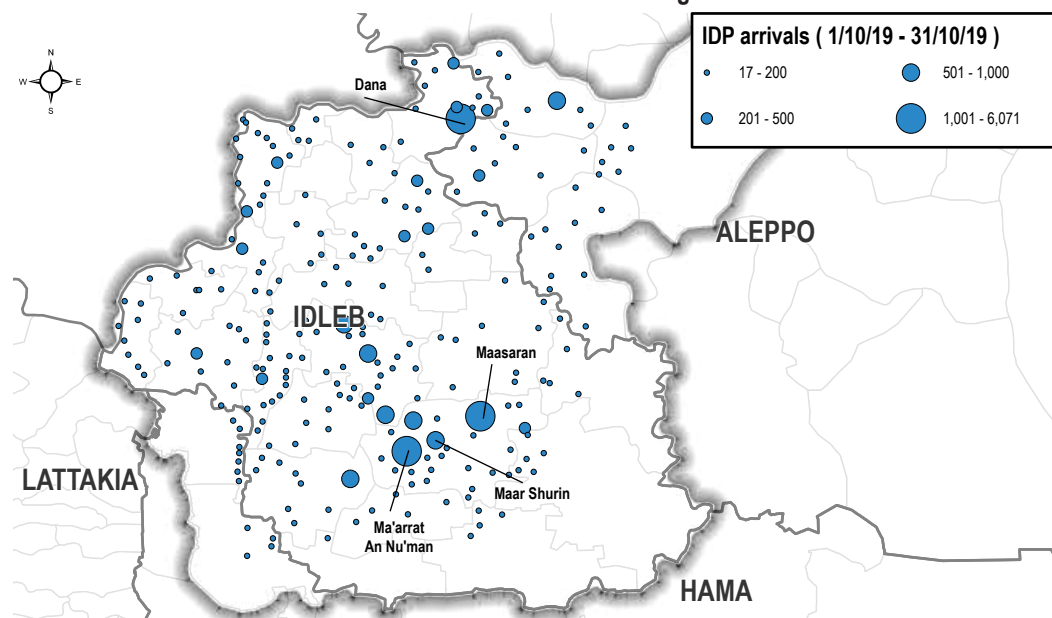 IDP arrivals ( 1/10/19 - 31/10/19 )
17 - 200
501 - 1,000
201 - 500
1,001 - 6,071
N
W
E
S
Dana
ALEPPO
IDLEB
Maasaran
LATTAKIA
Maar Shurin
Ma'arrat
An Nu'man
HAMA